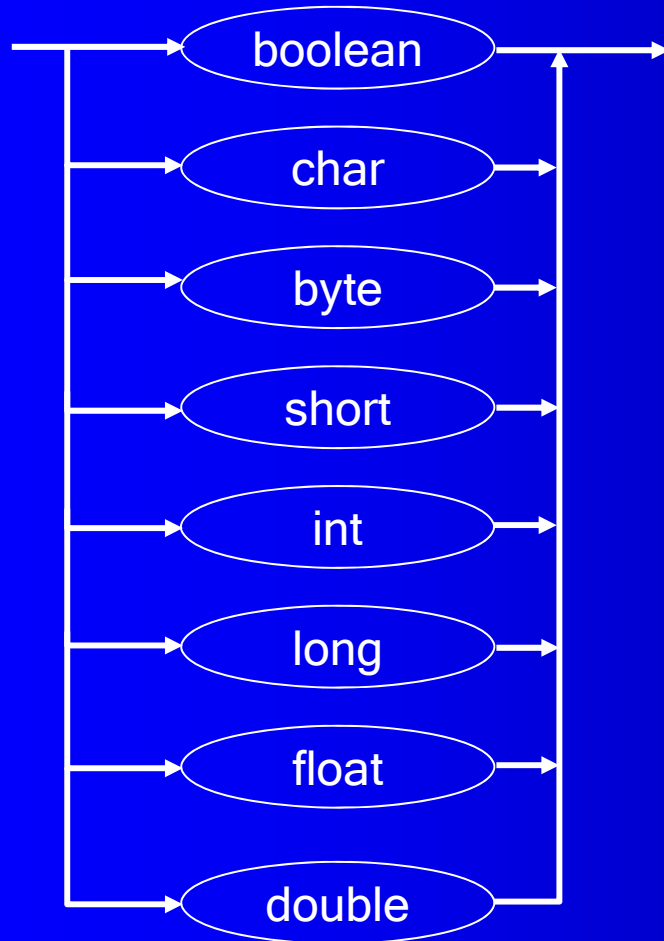 boolean
char
byte
short
int
long
float
double